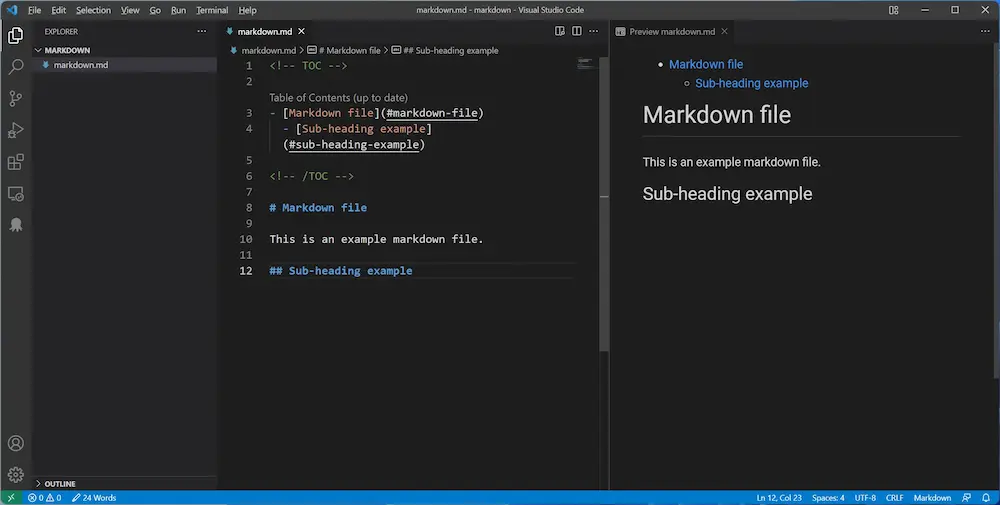 File Edit Selection View Go Run Terminal Help markdown.md - markdown - Visual Studio Code
EXPLORER
MARKDOWN
markdown.md
markdown.md
markdown.md > # Markdown file > ## Sub-heading example
1 <!-- TOC -->
2
Table of Contents (up to date)
3 - [Markdown file](#markdown-file)
4 - [Sub-heading example]
(#sub-heading-example)
5
6 <!-- /TOC -->
7
8 # Markdown file
9
10 This is an example markdown file.
11
12 ## Sub-heading example
Preview markdown.md
Markdown file
Sub-heading example
Markdown file
This is an example markdown file.
Sub-heading example
OUTLINE
0 0 24 Words Ln 12, Col 23 Spaces: 4 UTF-8 CRLF Markdown